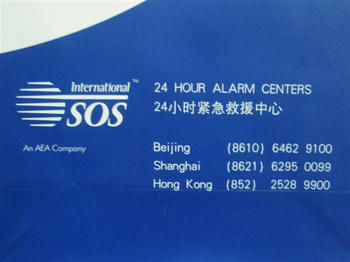 International™
SOS
An AEA Company
24 HOUR ALARM CENTERS
24小时紧急救援中心
Beijing (8610) 6462 9100
Shanghai (8621) 6295 0099
Hong Kong (852) 2528 9900